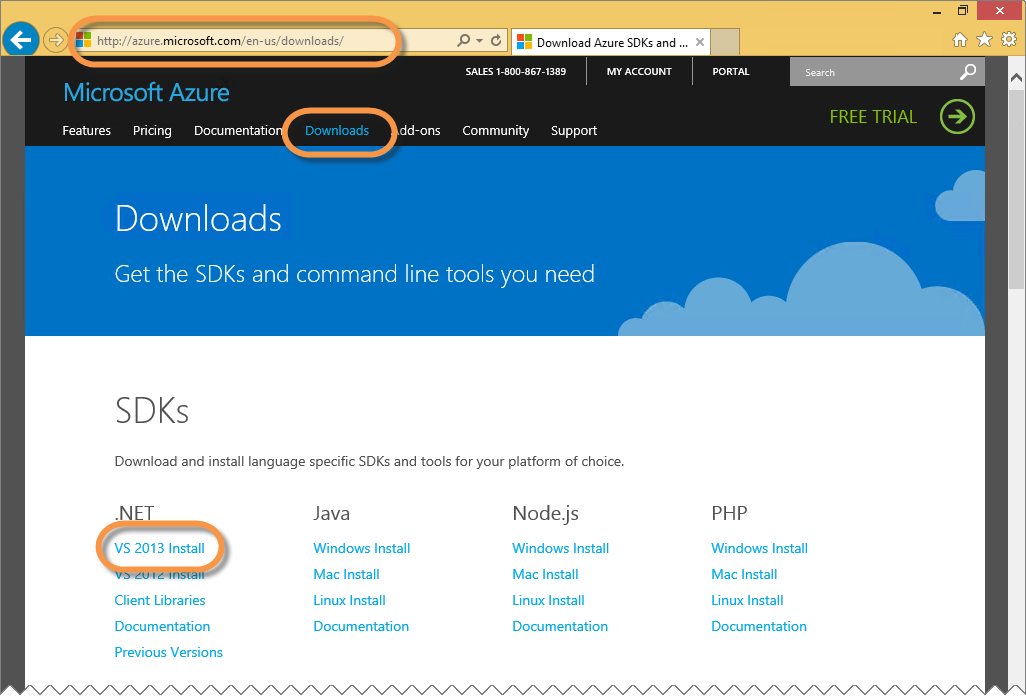 http://azure.microsoft.com/en-us/downloads/
Download Azure SDKs and ...
SALES 1-800-867-1389 MY ACCOUNT PORTAL Search
Microsoft Azure
FREE TRIAL
Features Pricing Documentation Downloads Add-ons Community Support
Downloads
Get the SDKs and command line tools you need
SDKs
Download and install language specific SDKs and tools for your platform of choice.
.NET Java Node.js PHP
VS 2013 Install Windows Install Windows Install Windows Install
VS 2012 Install Mac Install Mac Install Mac Install
Client Libraries Linux Install Linux Install Linux Install
Documentation Documentation Documentation Documentation
Previous Versions